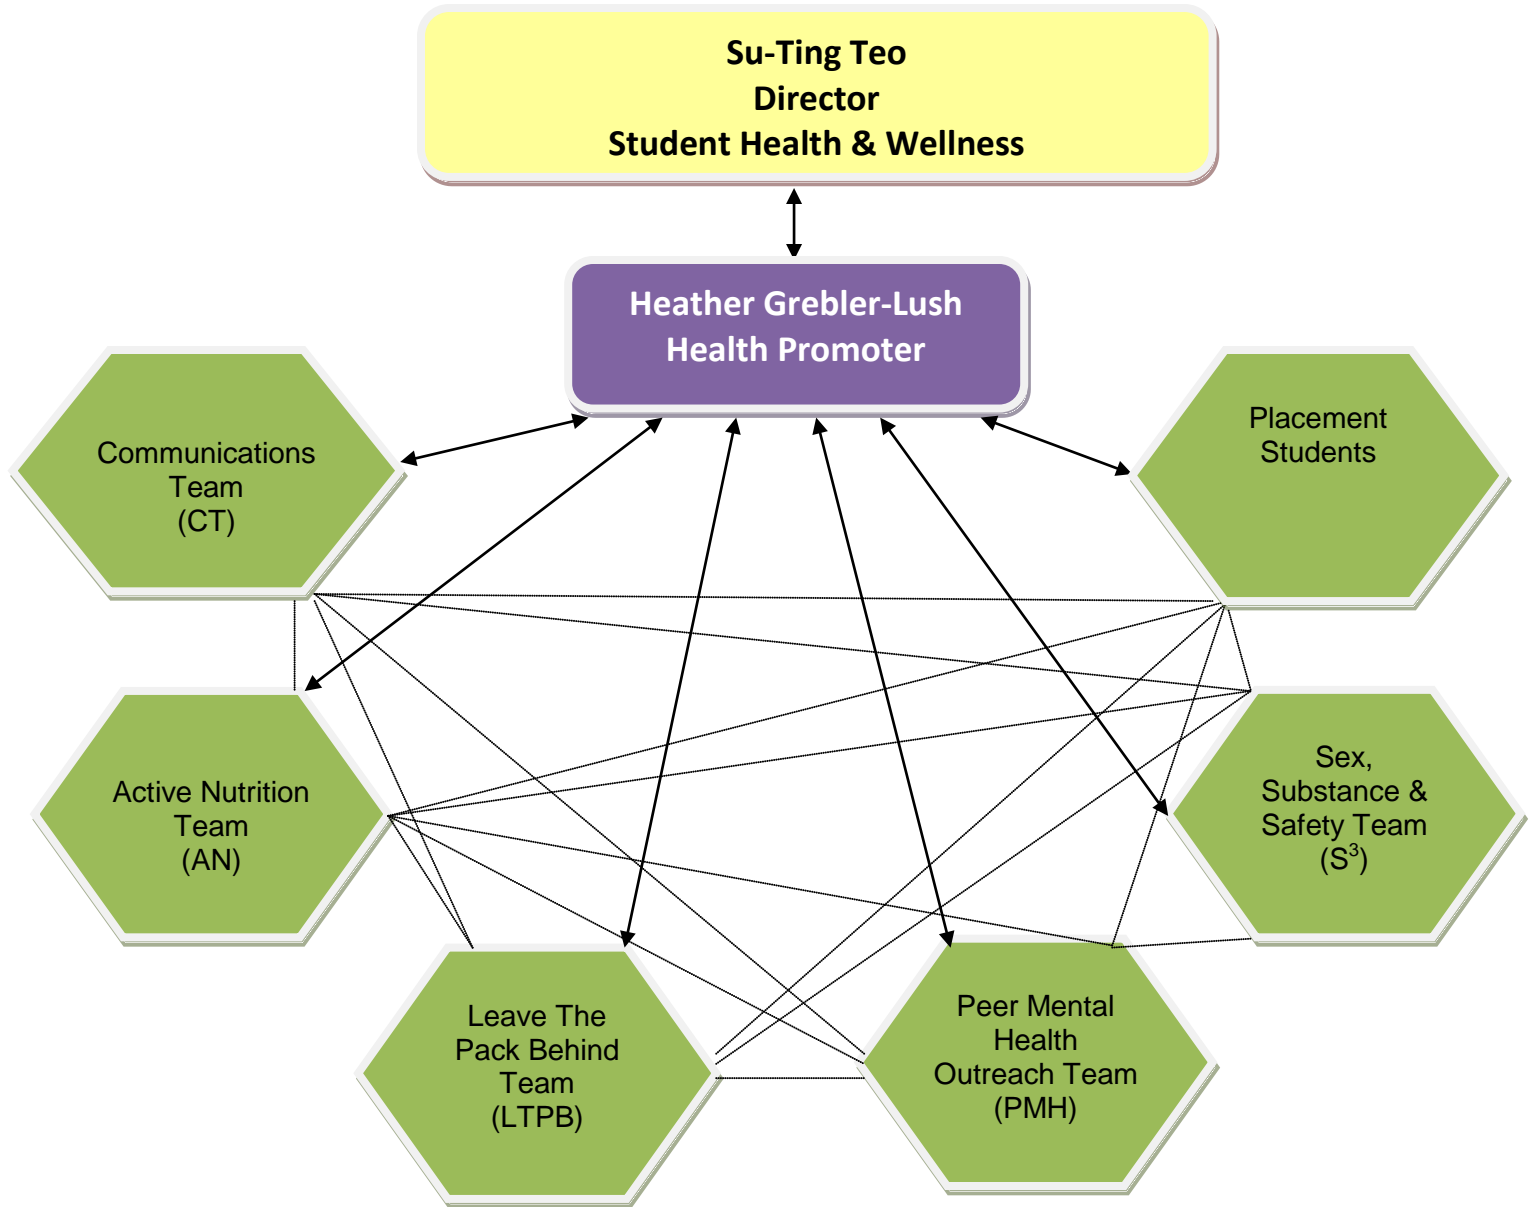 Su-Ting Teo
Director
Student Health & Wellness
Heather Grebler-Lush
Health Promoter
Communications
Team
(CT)
Placement
Students
Active Nutrition
Team
(AN)
Sex,
Substance &
Safety Team
(S³)
Leave The
Pack Behind
Team
(LTPB)
Peer Mental
Health
Outreach Team
(PMH)